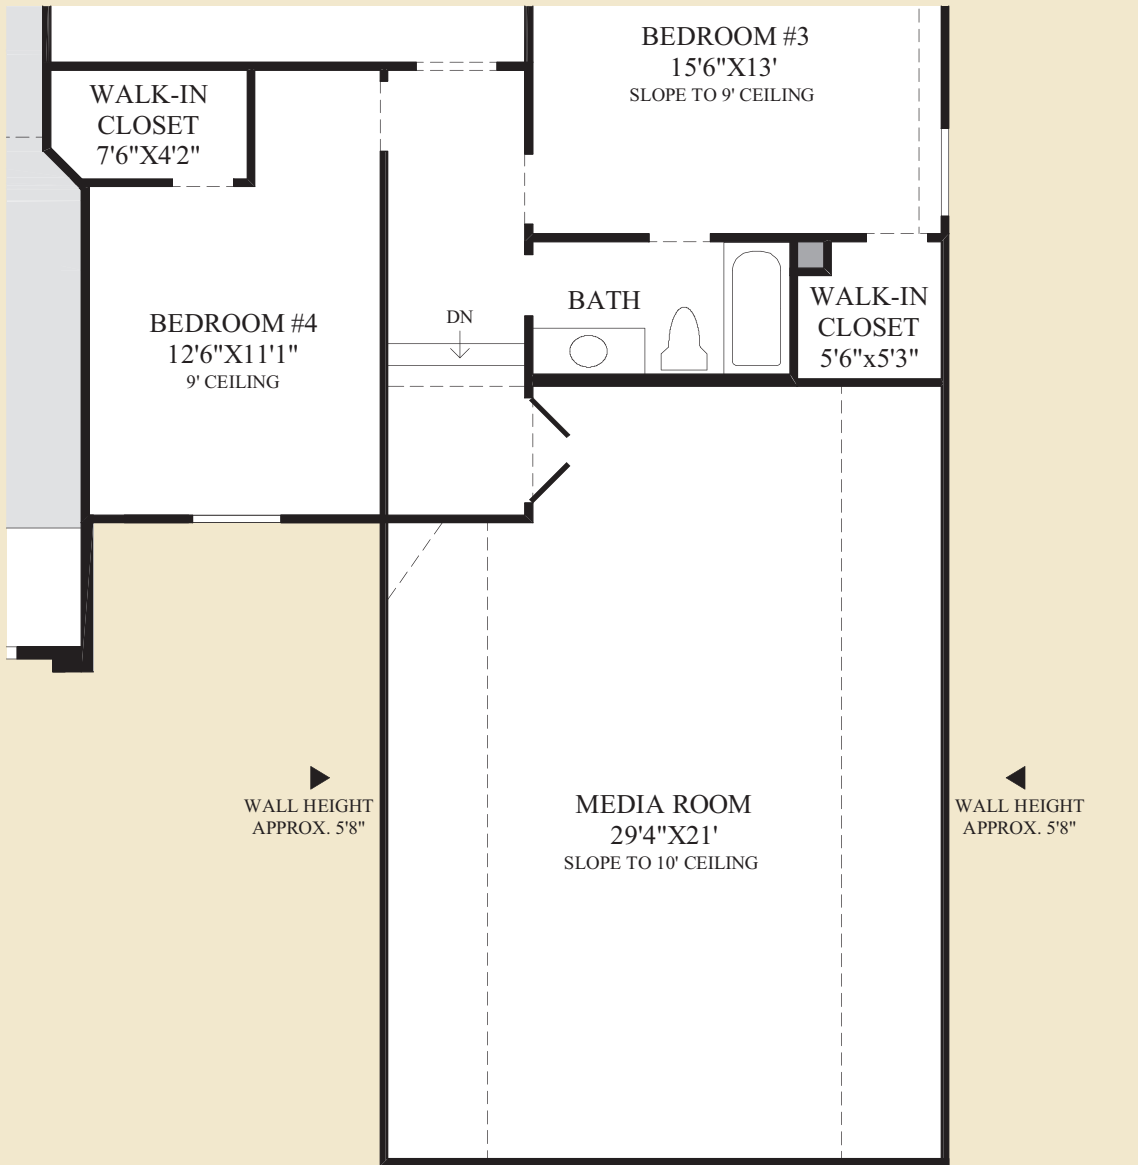 BEDROOM #3
15'6"X13'
SLOPE TO 9' CEILING
WALK-IN
CLOSET
7'6"X4'2"
BEDROOM #4
12'6"X11'1"
9' CEILING
DN
BATH
WALK-IN
CLOSET
5'6"x5'3"
WALL HEIGHT
APPROX. 5'8"
MEDIA ROOM
29'4"X21'
SLOPE TO 10' CEILING
WALL HEIGHT
APPROX. 5'8"